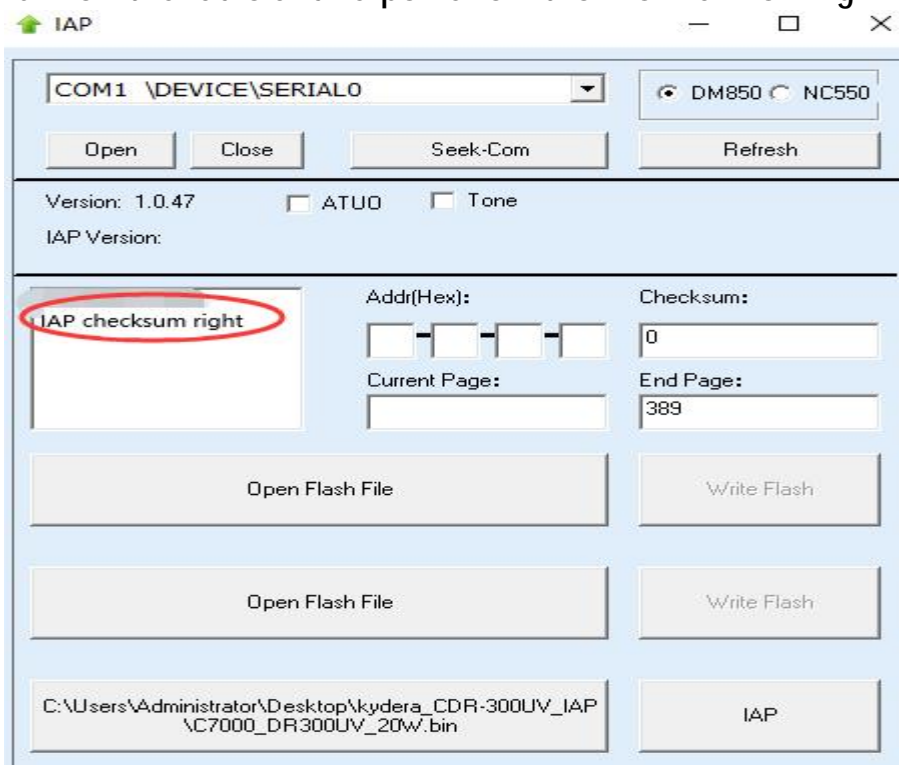 IAP
COM1 \DEVICE\SERIAL0
DM850 NC550
Open Close Seek-Com Refresh
Version: 1.0.47 ATUO Tone
IAP Version:
IAP checksum right
Addr(Hex): Checksum:
- - -
0
Current Page: End Page:
389
Open Flash File Write Flash
Open Flash File Write Flash
C:\Users\Administrator\Desktop\kydera_CDR-300UV_IAP
\C7000_DR300UV_20W.bin
IAP